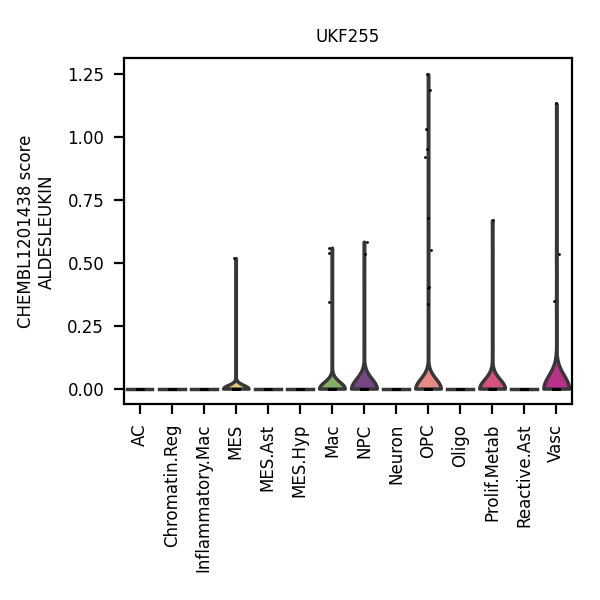 UKF255
CHEMBL1201438 score
ALDESLEUKIN
1.25
1.00
0.75
0.50
0.25
0.00
AC
Chromatin.Reg
Inflammatory.Mac
MES
MES.Ast
MES.Hyp
Mac
NPC
Neuron
OPC
Oligo
Prolif.Metab
Reactive.Ast
Vasc